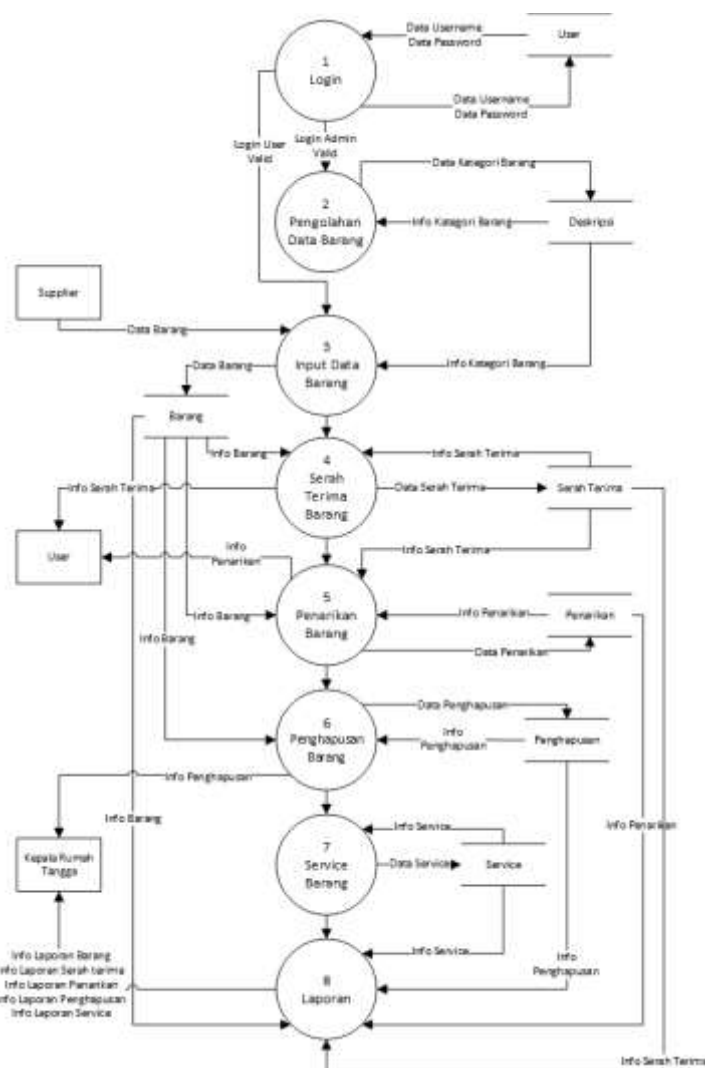 Data Username
Data Password
User
1
Login
Data Username
Data Password
Login User
Valid
Login Admin
Valid
Data Kategori Barang
2
Pengolahan
Data Barang
Info Kategori Barang
Deskripsi
Supplier
Data Barang
3
Input Data
Barang
Data Barang
Info Kategori Barang
Barang
Info Barang
Info Serah Terima
4
Serah
Terima
Barang
Info Serah Terima
Data Serah Terima
Serah Terima
User
Info
Penarikan
Info Serah Terima
5
Penarikan
Barang
Info Barang
Info Penarikan
Penarikan
Info Barang
Data Penarikan
6
Penghapusan
Barang
Data Penghapusan
Info
Penghapusan
Penghapusan
Info Penghapusan
Info Barang
Info Service
Info Penarikan
7
Service
Barang
Data Service
Service
Kepala Rumah
Tangga
Info Service
Info Laporan Barang
Info Laporan Serah terima
Info Laporan Penarikan
Info Laporan Penghapusan
Info Laporan Service
8
Laporan
Info
Penghapusan
Info Serah Terima